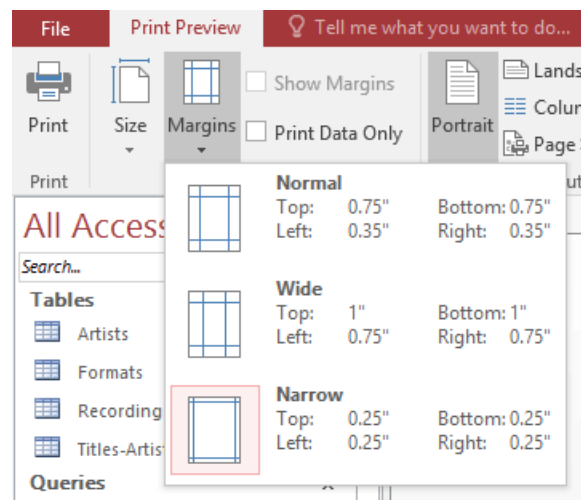 File Print Preview Tell me what you want to do...
Print Size Margins Show Margins Print Data Only Portrait
Page
Print
Normal
Top: 0.75" Bottom: 0.75"
Left: 0.35" Right: 0.35"
Wide
Top: 1" Bottom: 1"
Left: 0.75" Right: 0.75"
Narrow
Top: 0.25" Bottom: 0.25"
Left: 0.25" Right: 0.25"
All Access
Search...
Tables
Artists
Formats
Recording
Titles-Artis
Queries